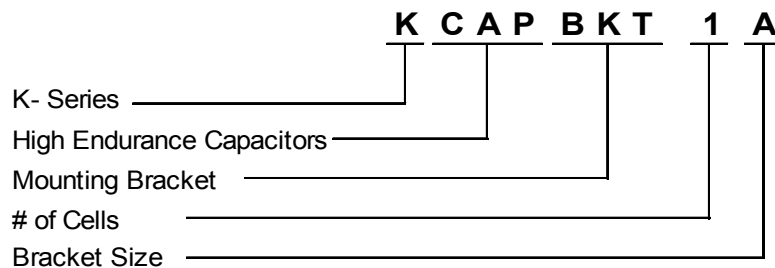 K CAP BKT 1 A
K- Series
High Endurance Capacitors
Mounting Bracket
# of Cells
Bracket Size